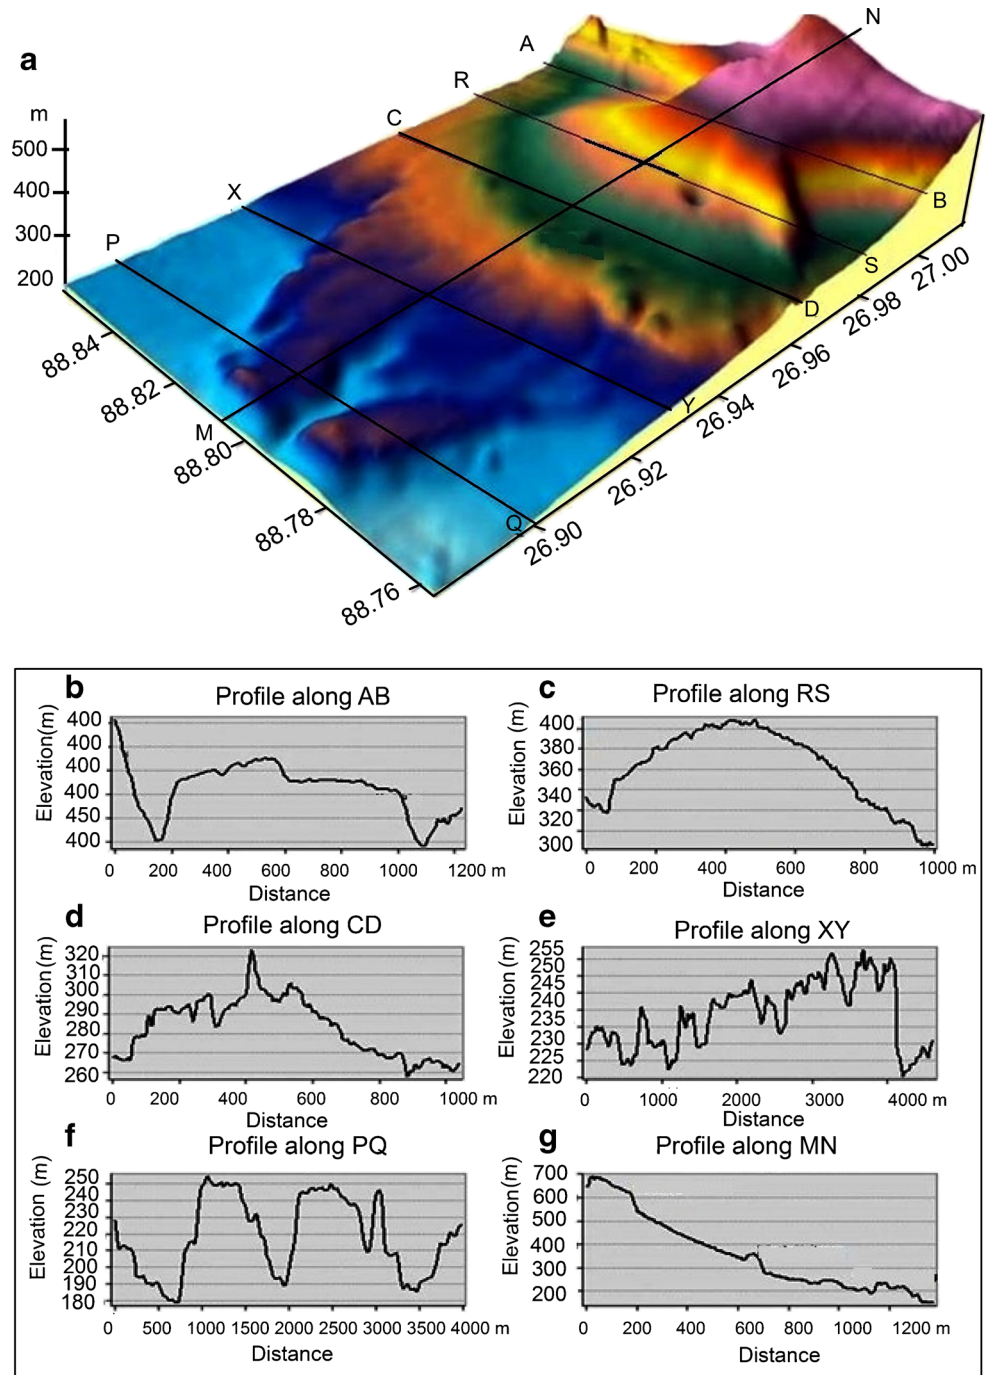 a
N
A
R
m
C
500
400
X
300
P
B
200
S
27.00
D
26.98
88.84
26.96
Y
26.94
88.82
M
88.80
26.92
88.78
Q
26.90
88.76
b
Profile along AB
Elevation(m)
400
400
400
400
450
400
0 200 400 600 800 1000 1200 m
Distance
c
Profile along RS
Elevation (m)
400
380
360
340
320
300
0 200 400 600 800 1000 m
Distance
d
Profile along CD
Elevation (m)
320
310
300
290
280
270
260
0 200 400 600 800 1000 m
Distance
e
Profile along XY
Elevation (m)
255
250
245
240
235
230
225
220
0 1000 2000 3000 4000 m
Distance
f
Profile along PQ
Elevation (m)
250
230
220
210
200
190
180
0 500 1000 1500 2000 2500 3000 3500 4000 m
Distance
g
Profile along MN
Elevation(m)
700
600
500
400
300
200
0 200 400 600 800 1000 1200 m
Distance